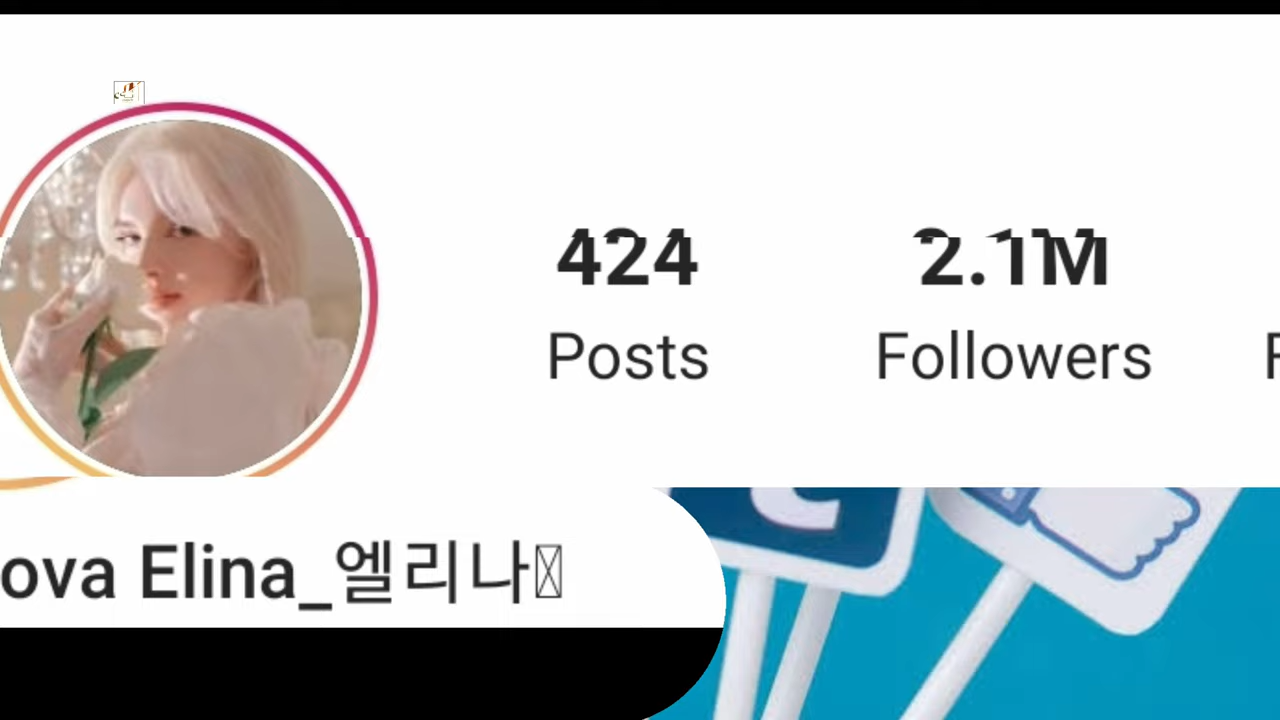 424 2.1M
Posts Followers
ova Elina_엘리나